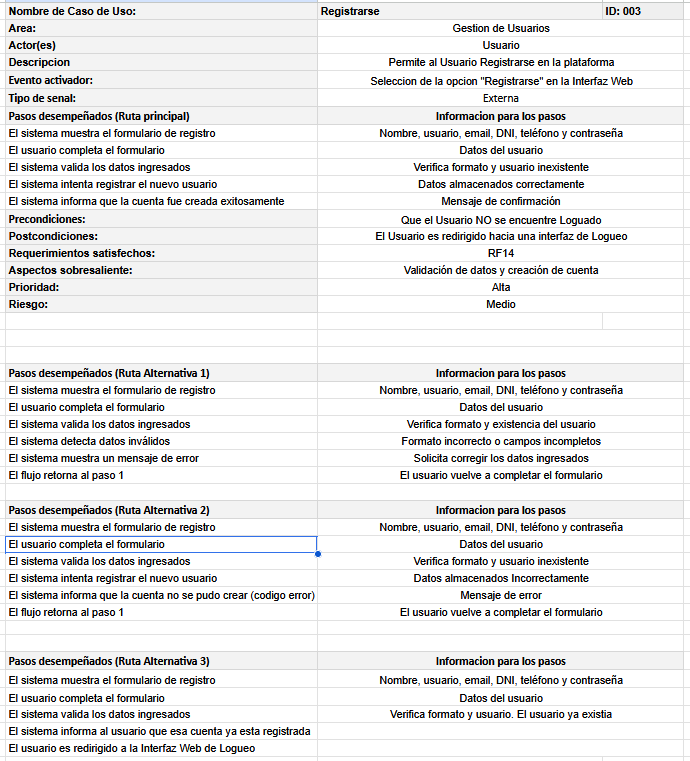 Nombre de Caso de Uso: Registrarse ID: 003
Area: Gestion de Usuarios
Actor(es) Usuario
Descripcion Permite al Usuario Registrarse en la plataforma
Evento activador: Seleccion de la opcion "Registrarse" en la Interfaz Web
Tipo de senal: Externa
Pasos desempeñados (Ruta principal) Informacion para los pasos
El sistema muestra el formulario de registro Nombre, usuario, email, DNI, teléfono y contraseña
El usuario completa el formulario Datos del usuario
El sistema valida los datos ingresados Verifica formato y usuario inexistente
El sistema intenta registrar el nuevo usuario Datos almacenados correctamente
El sistema informa que la cuenta fue creada exitosamente Mensaje de confirmación
Precondiciones: Que el Usuario NO se encuentre Loguado
Postcondiciones: El Usuario es redirigido hacia una interfaz de Logueo
Requerimientos satisfechos: RF14
Aspectos sobresaliente: Validación de datos y creación de cuenta
Prioridad: Alta
Riesgo: Medio
Pasos desempeñados (Ruta Alternativa 1) Informacion para los pasos
El sistema muestra el formulario de registro Nombre, usuario, email, DNI, teléfono y contraseña
El usuario completa el formulario Datos del usuario
El sistema valida los datos ingresados Verifica formato y existencia del usuario
El sistema detecta datos inválidos Formato incorrecto o campos incompletos
El sistema muestra un mensaje de error Solicita corregir los datos ingresados
El flujo retorna al paso 1 El usuario vuelve a completar el formulario
Pasos desempeñados (Ruta Alternativa 2) Informacion para los pasos
El sistema muestra el formulario de registro Nombre, usuario, email, DNI, teléfono y contraseña
El usuario completa el formulario Datos del usuario
El sistema valida los datos ingresados Verifica formato y usuario inexistente
El sistema intenta registrar el nuevo usuario Datos almacenados Incorrectamente
El sistema informa que la cuenta no se pudo crear (codigo error) Mensaje de error
El flujo retorna al paso 1 El usuario vuelve a completar el formulario
Pasos desempeñados (Ruta Alternativa 3) Informacion para los pasos
El sistema muestra el formulario de registro Nombre, usuario, email, DNI, teléfono y contraseña
El usuario completa el formulario Datos del usuario
El sistema valida los datos ingresados Verifica formato y usuario. El usuario ya existia
El sistema informa al usuario que esa cuenta ya esta registrada
El usuario es redirigido a la Interfaz Web de Logueo